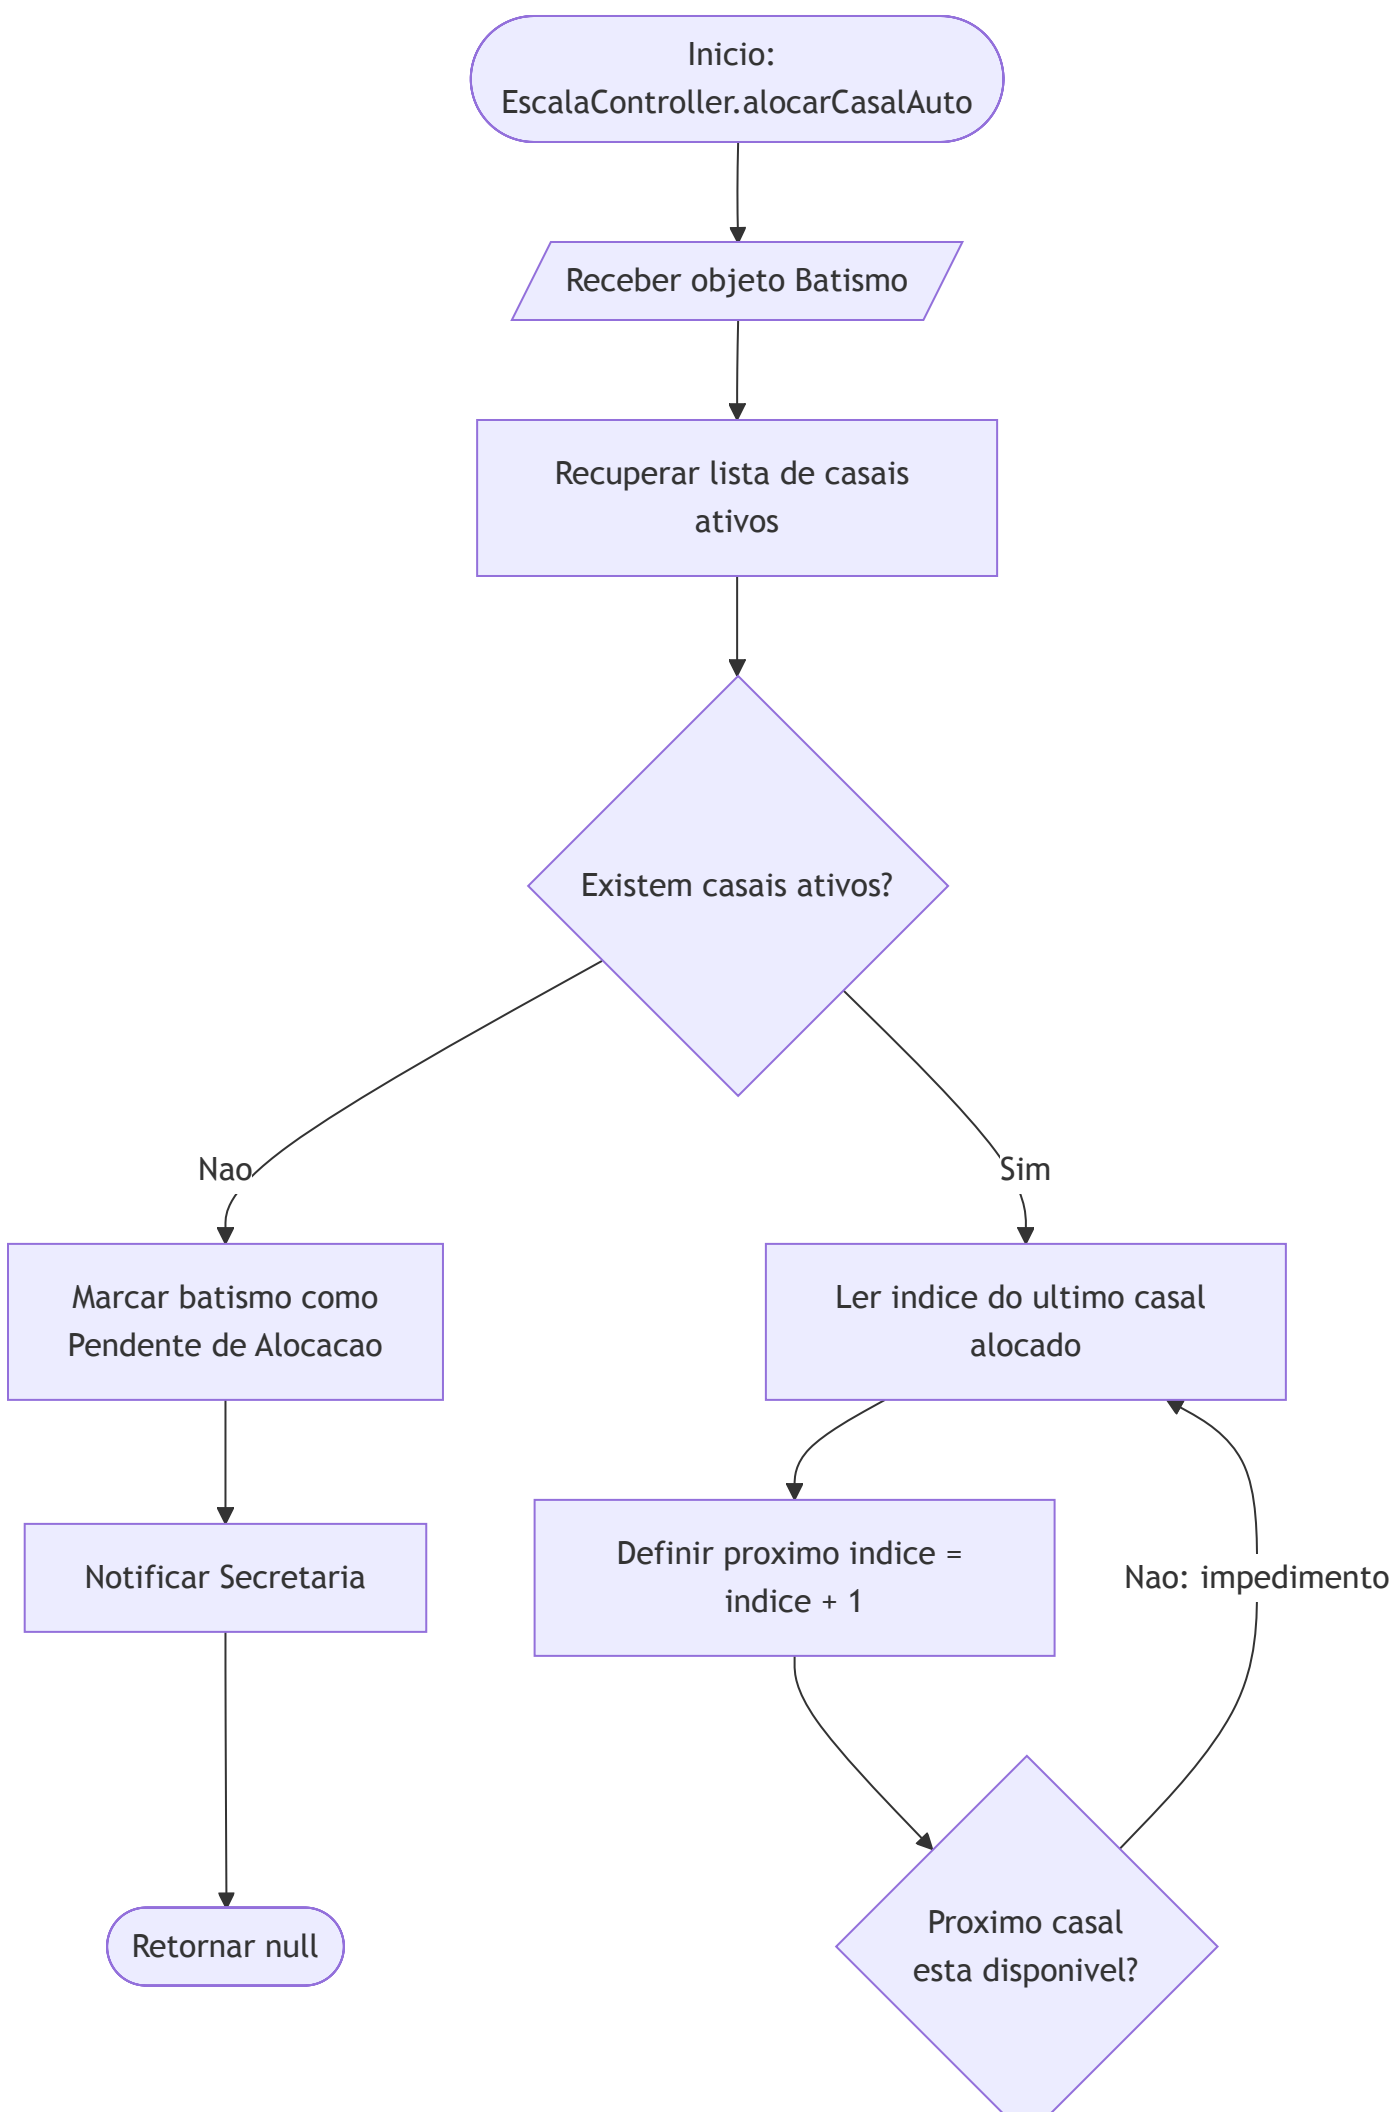 Inicio:
EscalaController.alocarCasalAuto
Receber objeto Batismo
Recuperar lista de casais
ativos
Existem casais ativos?
Nao
Sim
Marcar batismo como
Pendente de Alocacao
Ler indice do ultimo casal
alocado
Notificar Secretaria
Definir proximo indice =
indice + 1
Nao: impedimento
Retornar null
Proximo casal
esta disponivel?